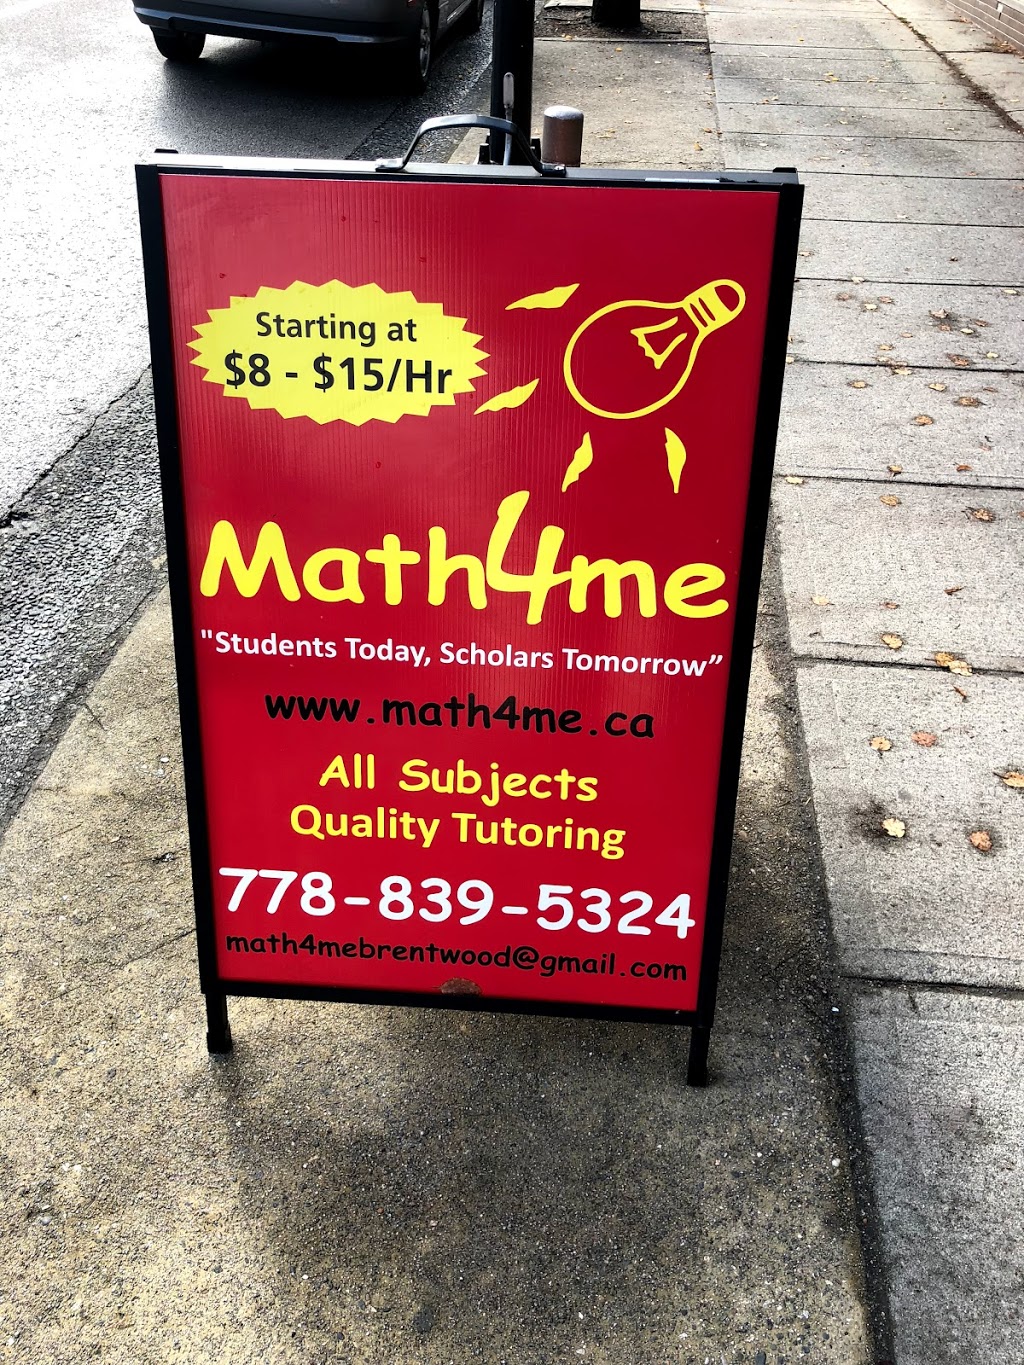 Starting at
$8 - $15/Hr
Math4me
"Students Today, Scholars Tomorrow”
www.math4me.ca
All Subjects
Quality Tutoring
778-839-5324
math4mebrentwood@gmail.com